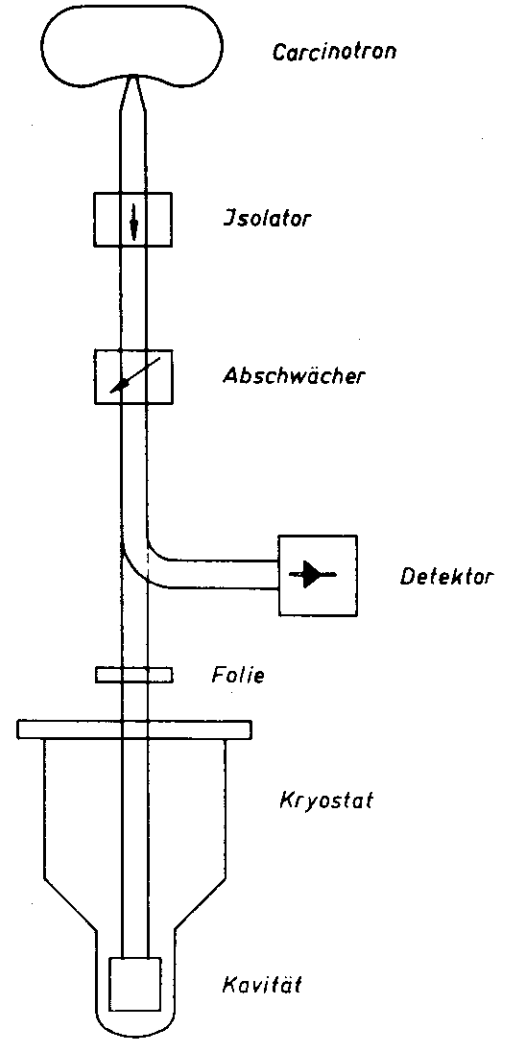 Carcinotron
Jsolator
Abschwächer
Detektor
Folie
Kryostat
Kavität